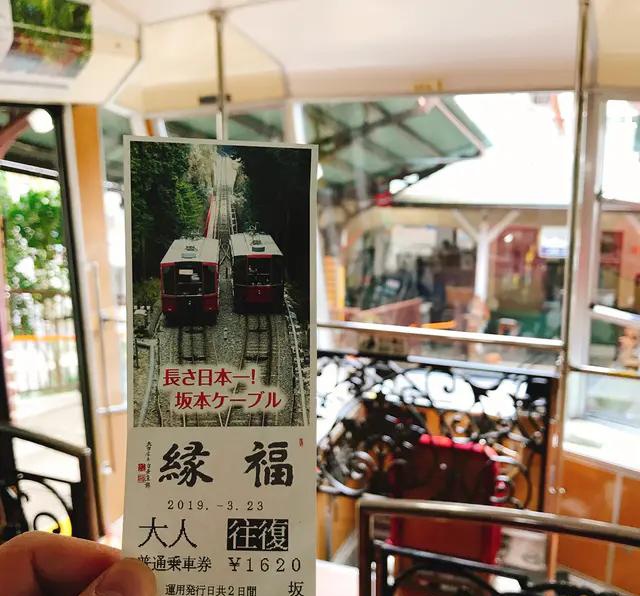 長さ日本一!
坂本ケーブル
縁 福
2019.-3.23
大人 往復
普通乗車券 ¥1620
運用発行日共2日間 坂